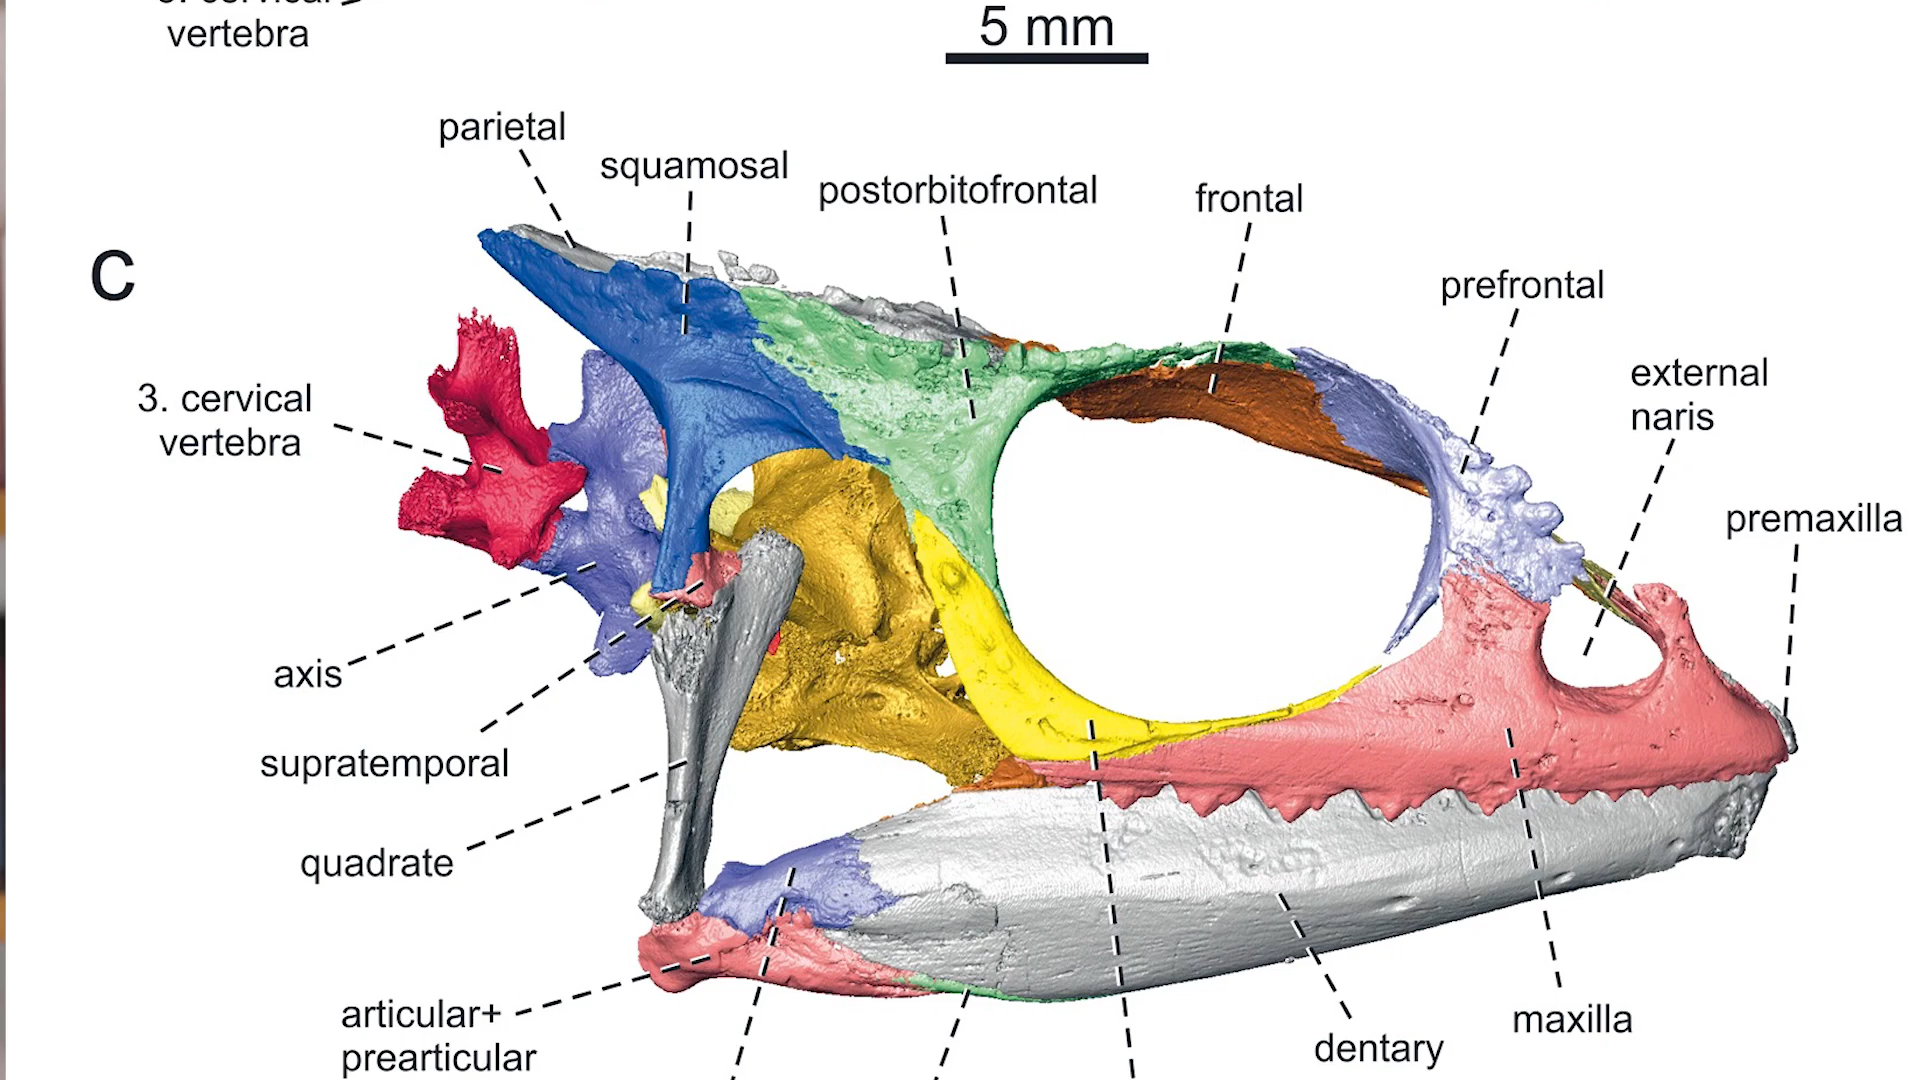 vertebra
5 mm
parietal
squamosal
postorbitofrontal
frontal
C
prefrontal
external
naris
3. cervical
vertebra
premaxilla
axis
supratemporal
quadrate
articular+
prearticular
maxilla
dentary